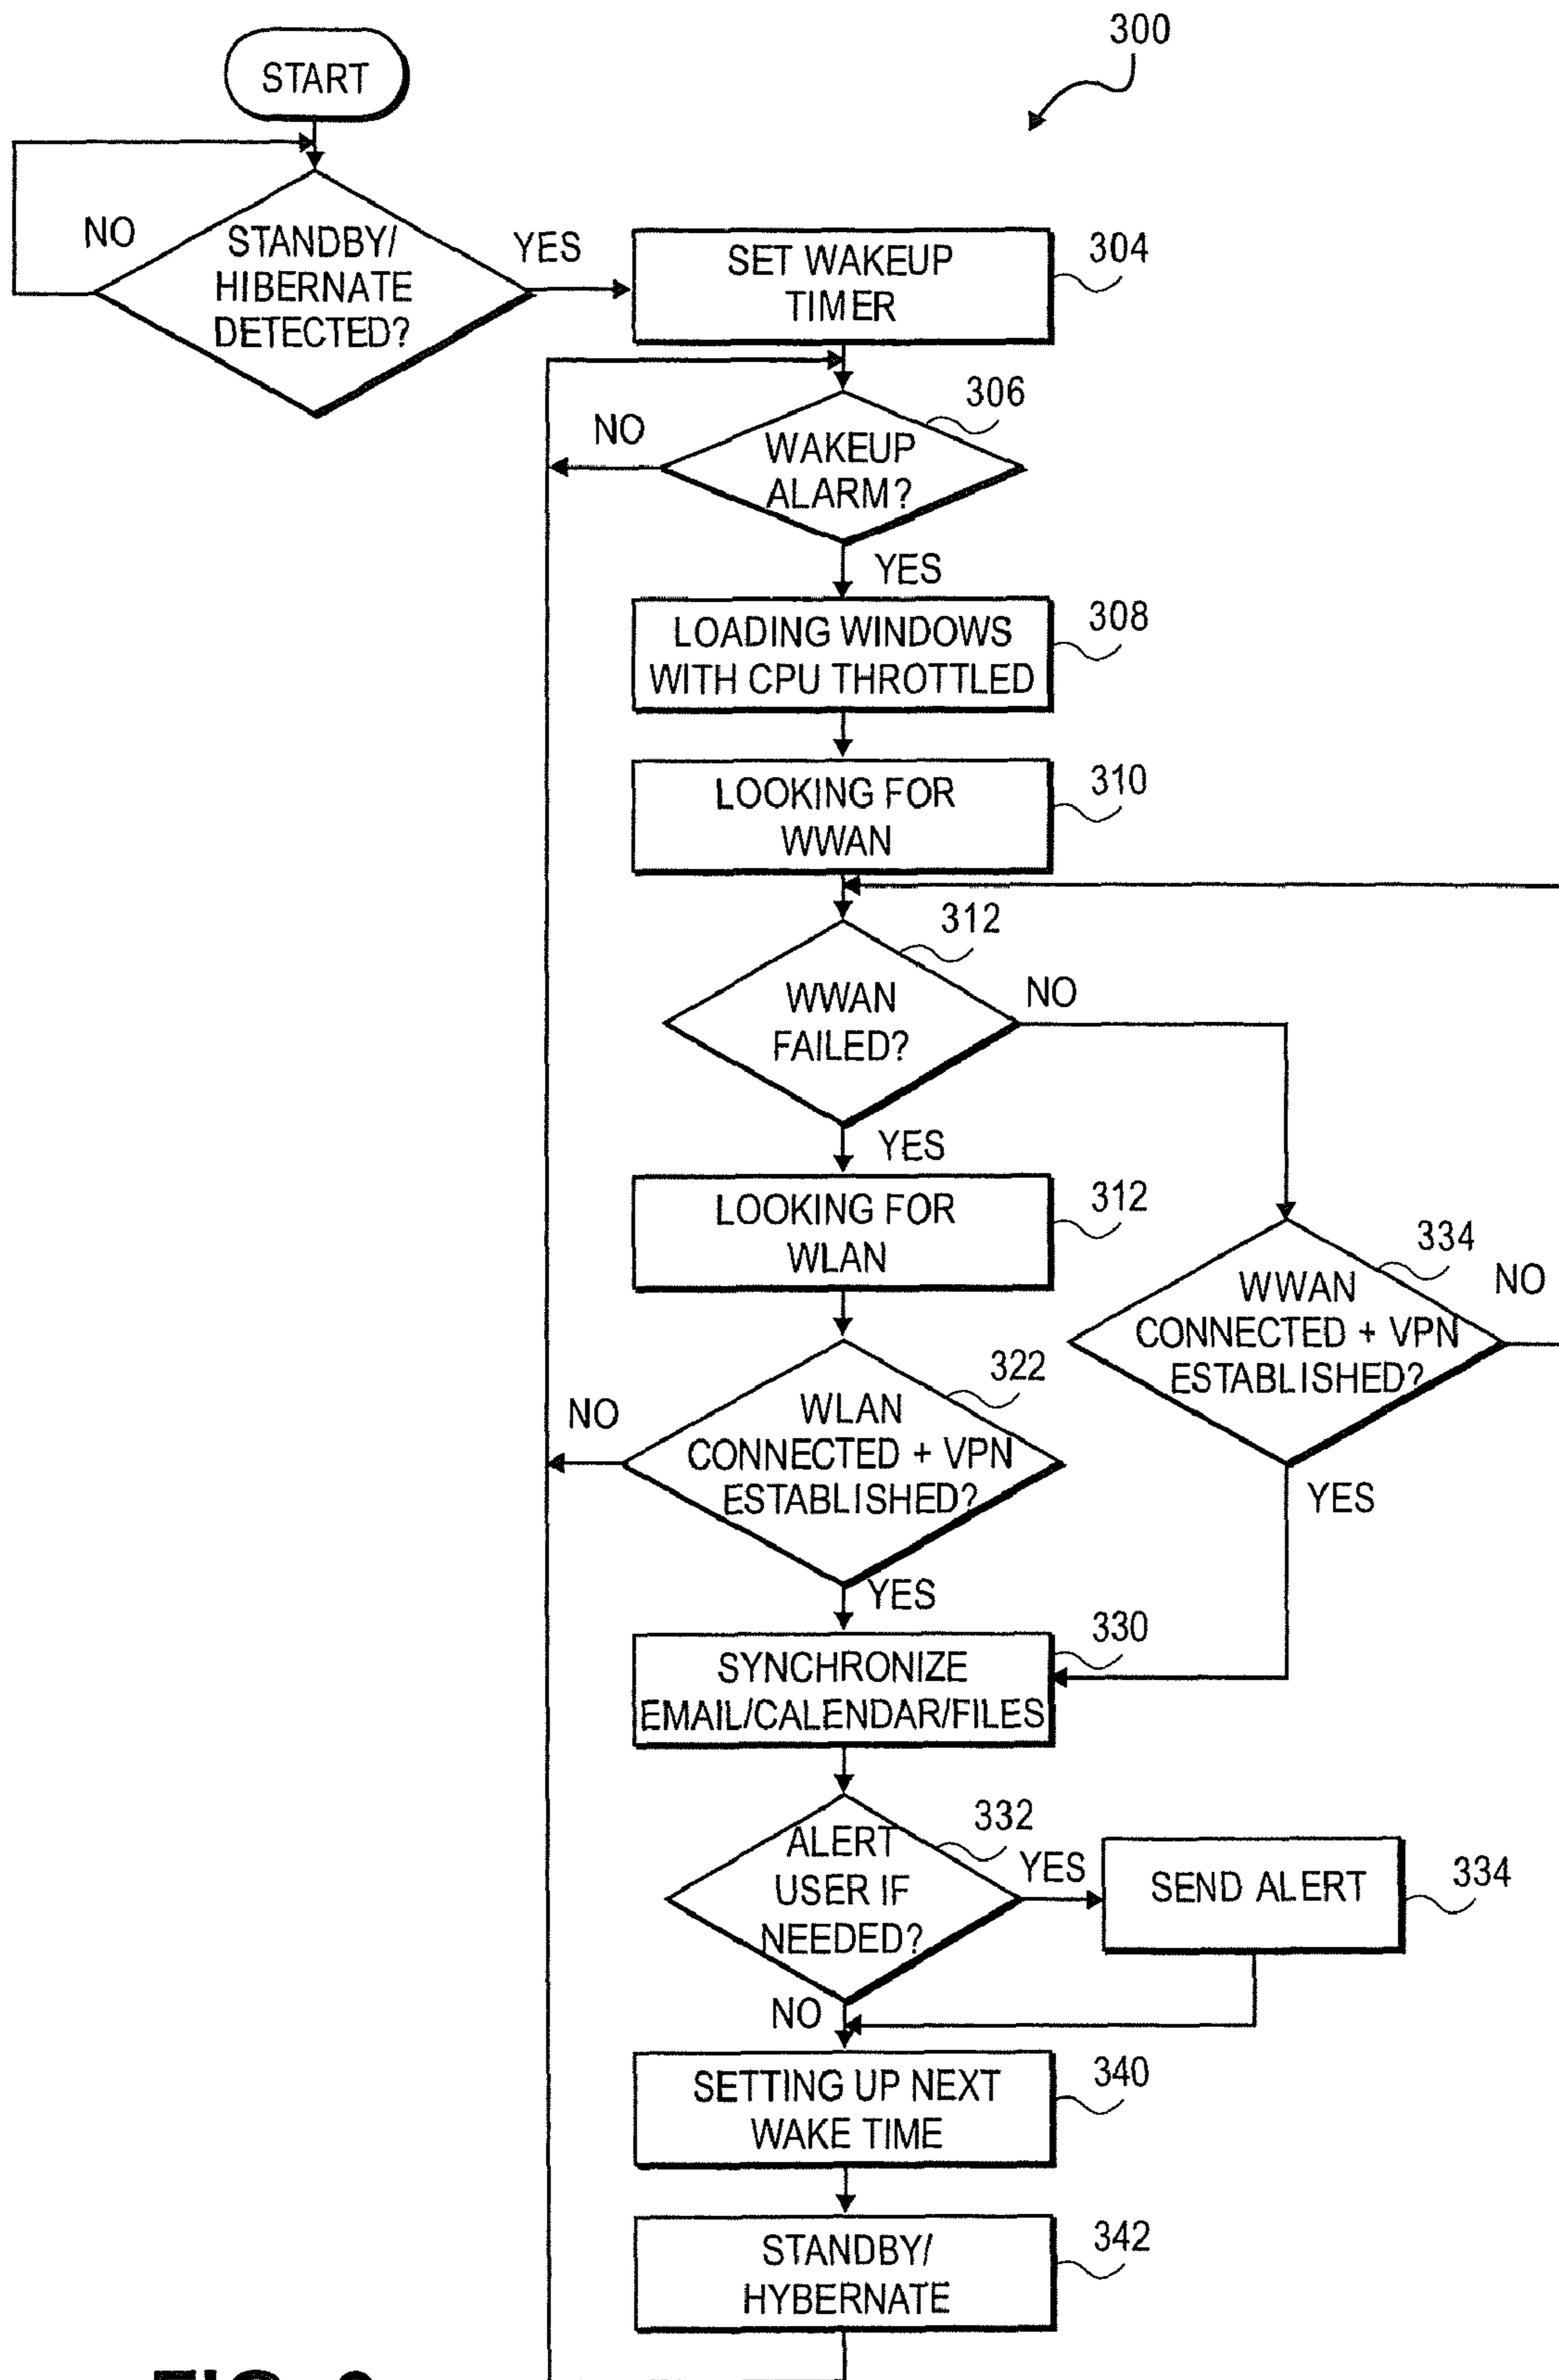 300
START
NO
STANDBY/
HIBERNATE
DETECTED?
YES
SET WAKEUP
TIMER
304
306
NO
WAKEUP
ALARM?
YES
LOADING WINDOWS
WITH CPU THROTTLED
308
LOOKING FOR
WWAN
310
312
WWAN
FAILED?
NO
YES
LOOKING FOR
WLAN
312
334
WWAN
CONNECTED + VPN
ESTABLISHED?
NO
YES
322
NO
WLAN
CONNECTED + VPN
ESTABLISHED?
YES
SYNCHRONIZE
EMAIL/CALENDAR/FILES
330
332
ALERT
USER IF
NEEDED?
YES
SEND ALERT
334
NO
SETTING UP NEXT
WAKE TIME
340
STANDBY/
HYBERNATE
342